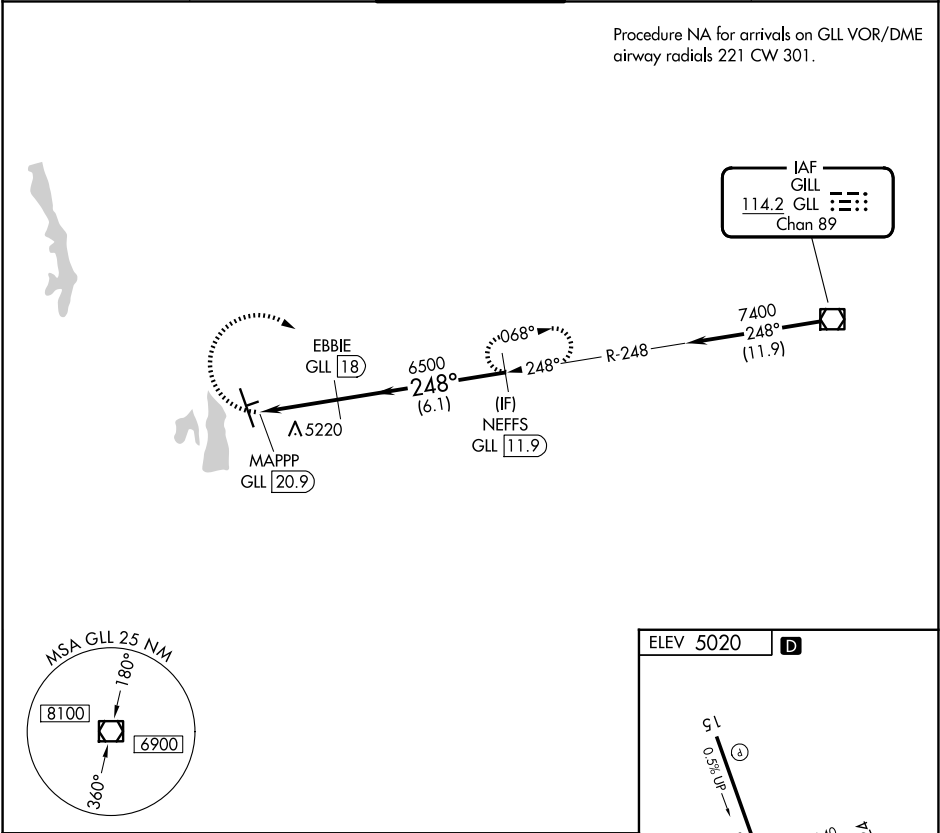 Procedure NA for arrivals on GLL VOR/DME
airway radials 221 CW 301.
IAF
GILL
114.2 GLL
Chan 89
7400
248°
(11.9)
R-248
068°
248°
EBBIE
GLL 18
6500
248°
(6.1)
(IF)
NEFFS
GLL 11.9
5220
MAPPP
GLL 20.9
MSA GLL 25 NM
180°
8100
6900
360°
ELEV 5020
D
15
P
0.5% UP